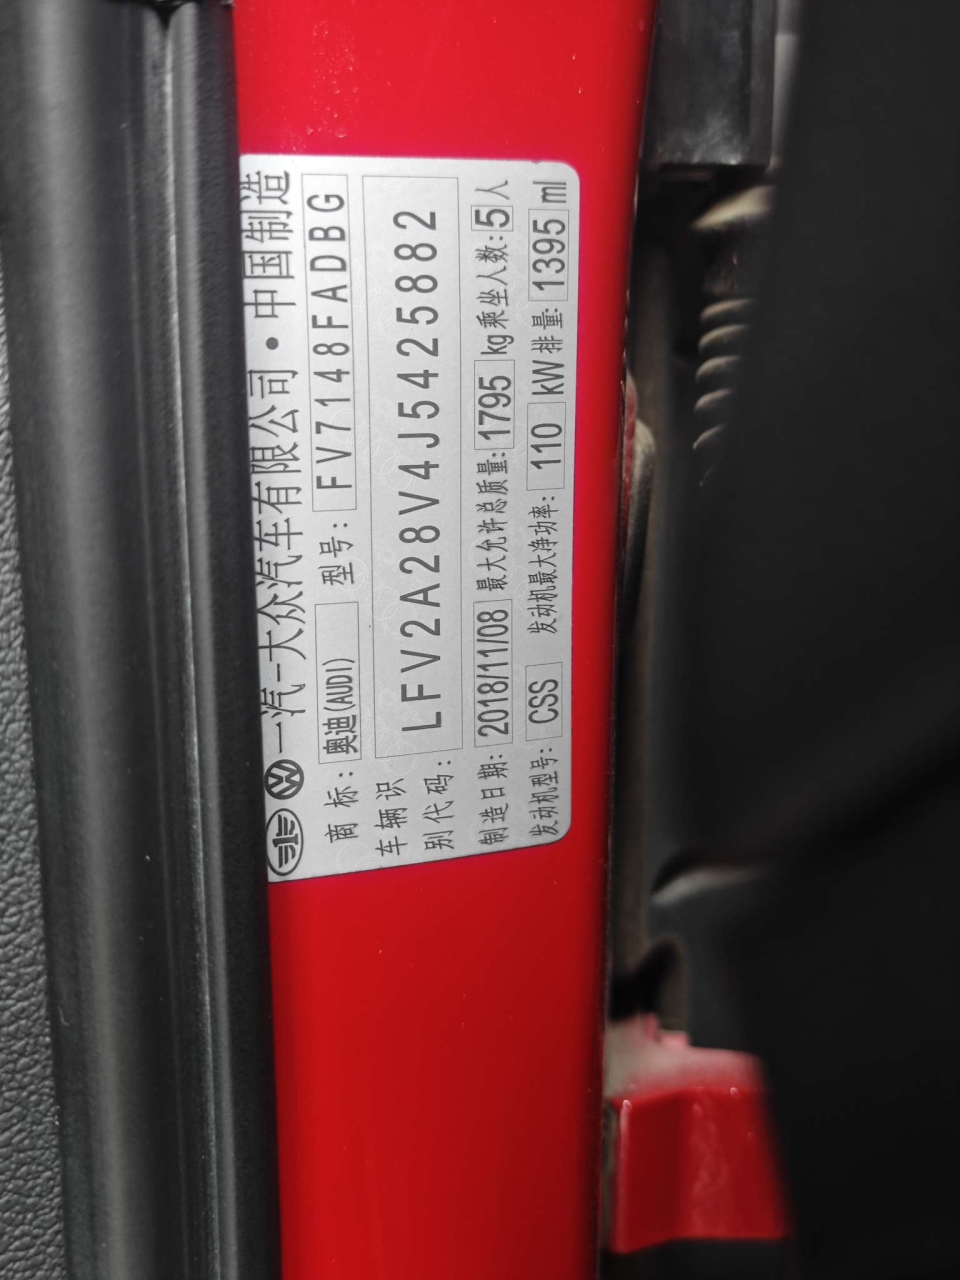 一汽-大众汽车有限公司·中国制造
商标: 奥迪(AUDI) 型号: FV7148FADBG
车辆识别代码: LFV2A28V4J5425882
制造日期: 2018/11/08 最大允许总质量: 1795 kg 乘坐人数: 5 人
发动机型号: CSS 发动机最大净功率: 110 kW 排量: 1395 ml